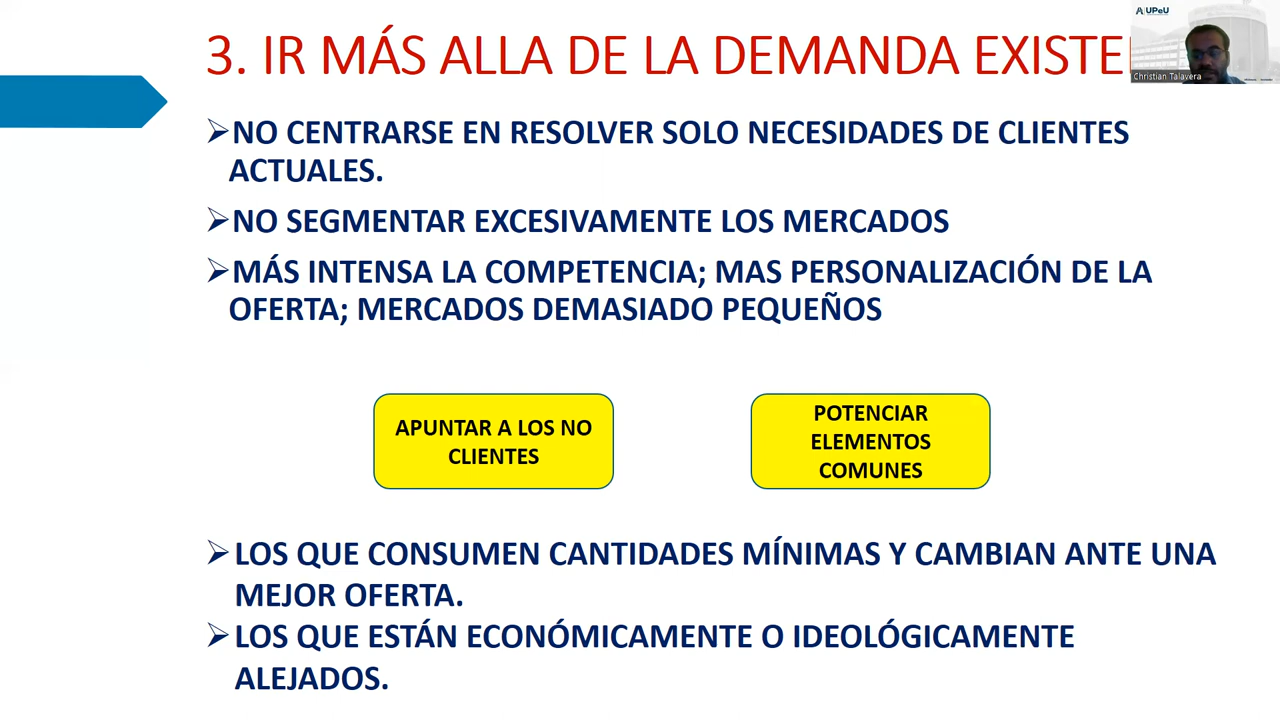 3. IR MÁS ALLA DE LA DEMANDA EXISTE
UPeU
Christian Talavera
➢NO CENTRARSE EN RESOLVER SOLO NECESIDADES DE CLIENTES
ACTUALES.
➢NO SEGMENTAR EXCESIVAMENTE LOS MERCADOS
➢MÁS INTENSA LA COMPETENCIA; MAS PERSONALIZACIÓN DE LA
OFERTA; MERCADOS DEMASIADO PEQUEÑOS
APUNTAR A LOS NO
CLIENTES
POTENCIAR
ELEMENTOS
COMUNES
➢LOS QUE CONSUMEN CANTIDADES MÍNIMAS Y CAMBIAN ANTE UNA
MEJOR OFERTA.
➢LOS QUE ESTÁN ECONÓMICAMENTE O IDEOLÓGICAMENTE
ALEJADOS.